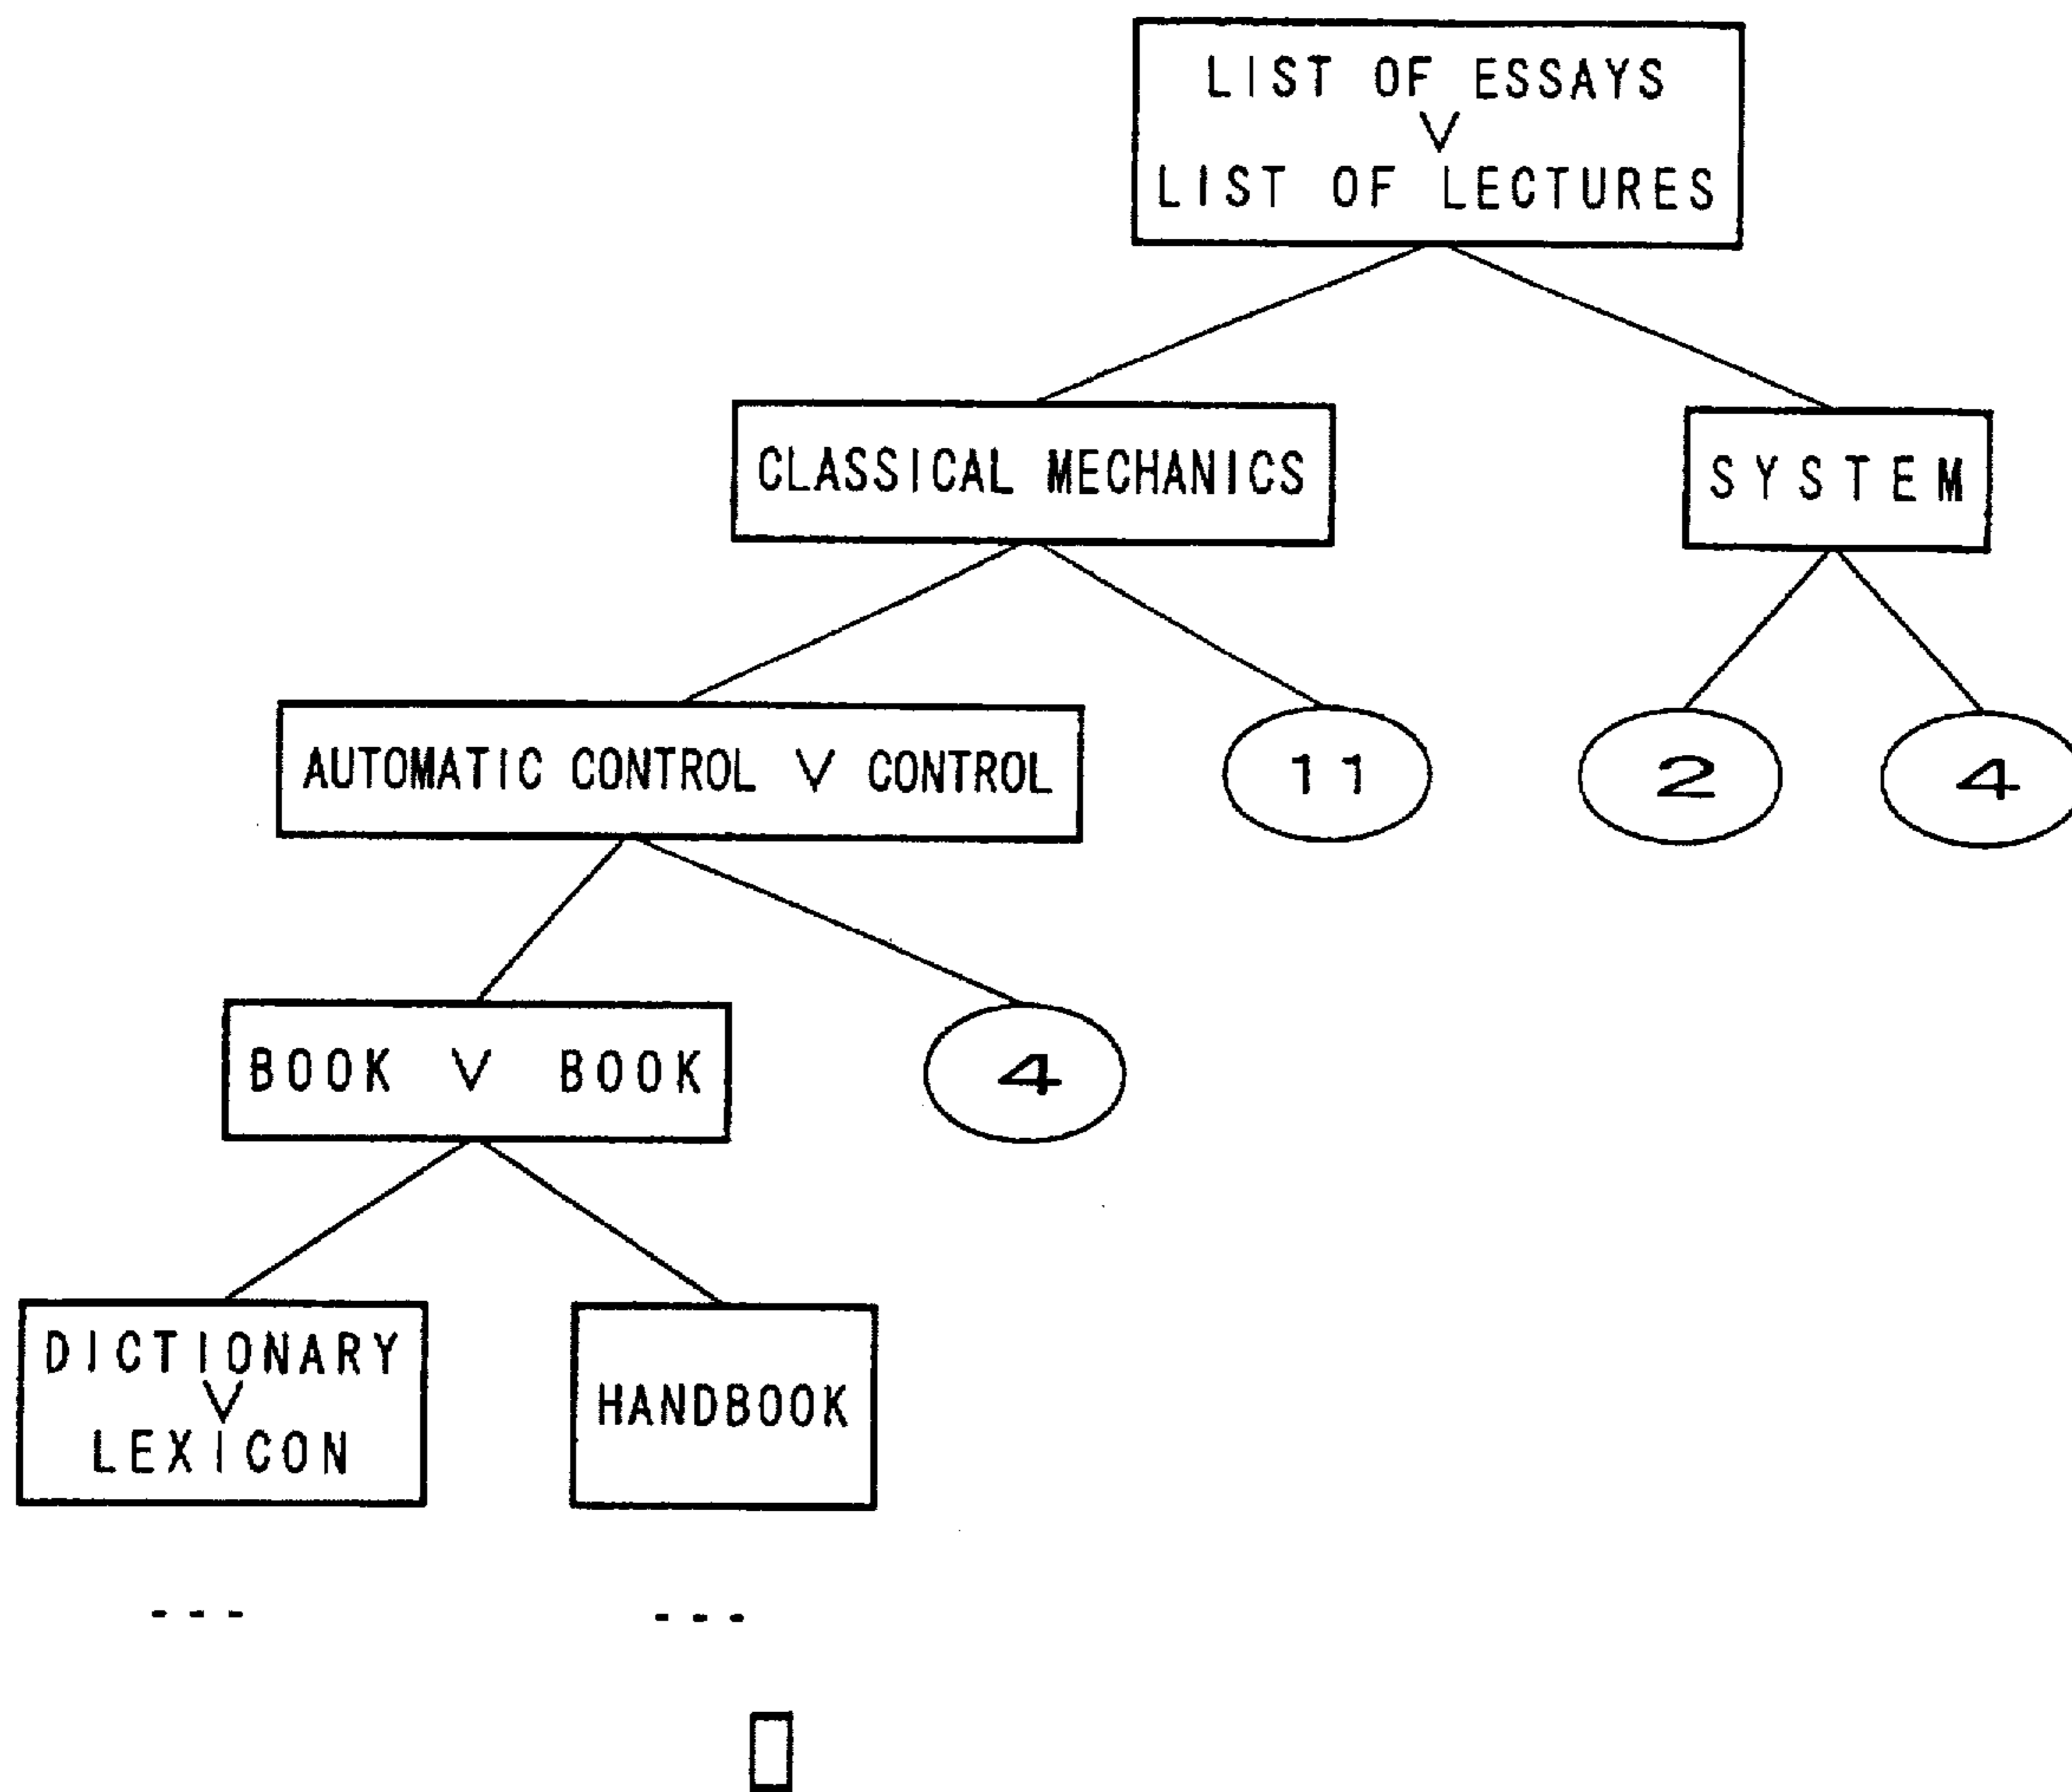 LIST OF ESSAYS
V
LIST OF LECTURES
CLASSICAL MECHANICS
SYSTEM
AUTOMATIC CONTROL V CONTROL
11
2
4
BOOK V BOOK
4
DICTIONARY
V
LEXICON
HANDBOOK
--- ---